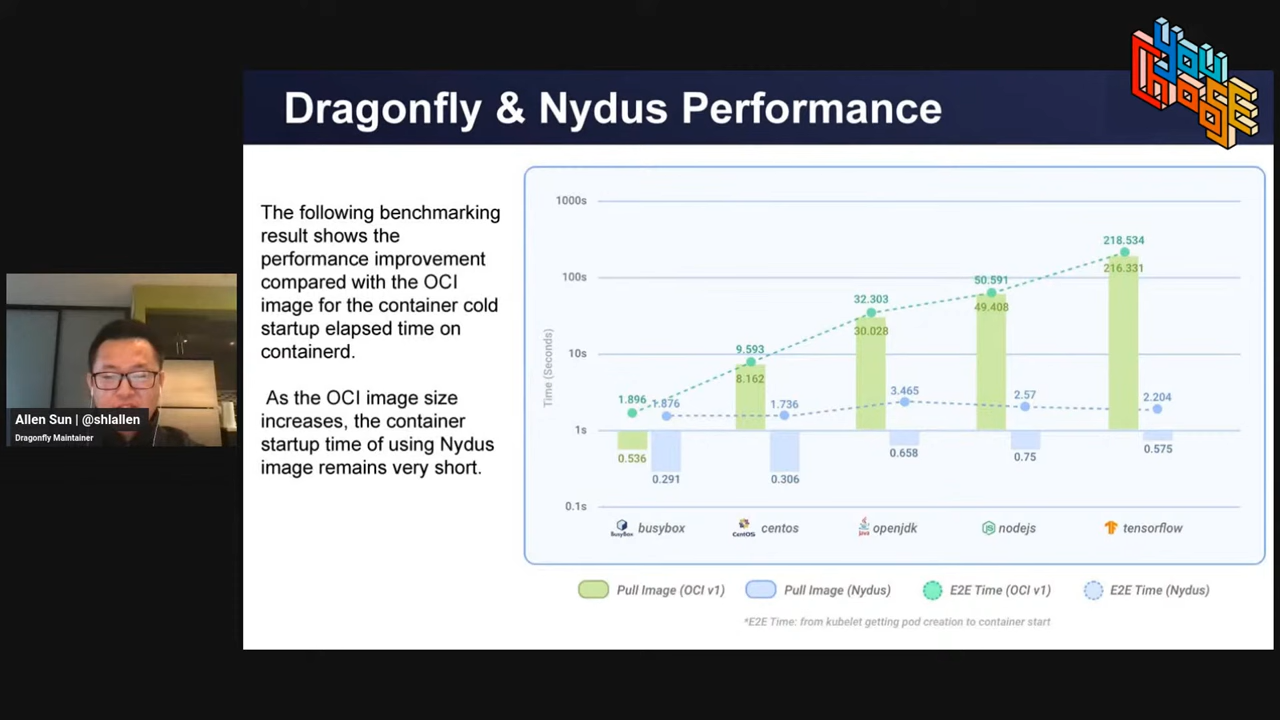 YOU
CHOOSE
Dragonfly & Nydus Performance
The following benchmarking
result shows the
performance improvement
compared with the OCI
image for the container cold
startup elapsed time on
containerd.
As the OCI image size
increases, the container
startup time of using Nydus
image remains very short.
Allen Sun | @shlallen
Dragonfly Maintainer
Time (Seconds)
1000s
100s
10s
1s
0.1s
218.534
216.331
50.591
49.408
32.303
30.028
9.593
8.162
1.896
1.876
1.736
3.465
2.57
2.204
0.536
0.291
0.306
0.658
0.75
0.575
BusyBox busybox
CentOS centos
Java openjdk
JS nodejs
tensorflow
Pull Image (OCI v1)
Pull Image (Nydus)
E2E Time (OCI v1)
E2E Time (Nydus)
*E2E Time: from kubelet getting pod creation to container start